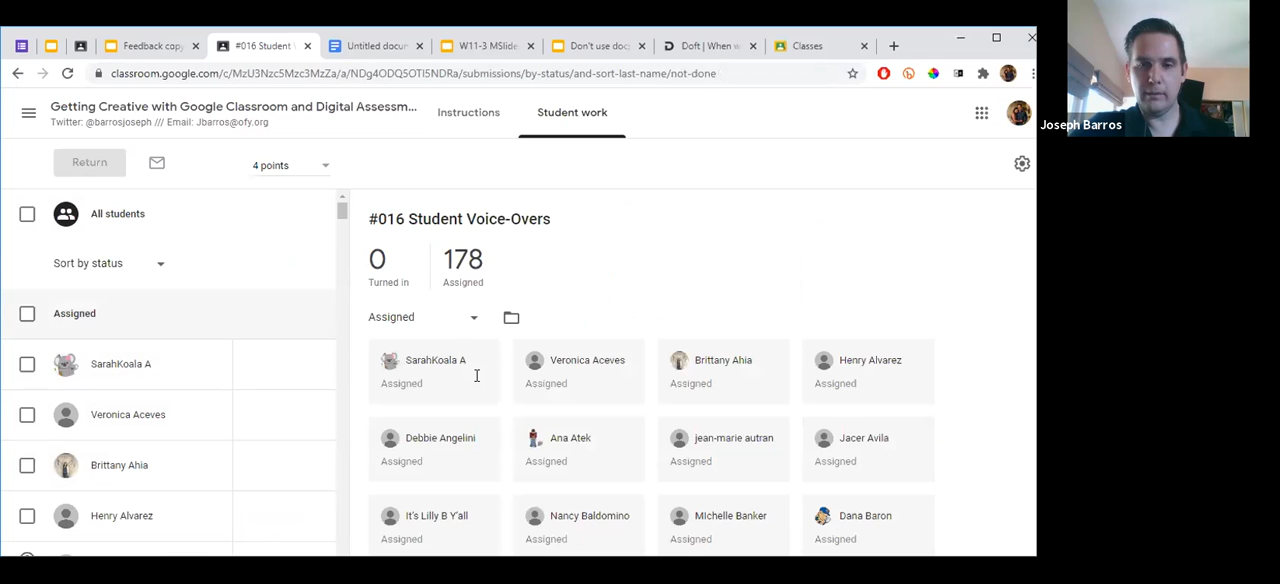 Feedback copy
#016 Student
Untitled docu
W11-3 MSlide
Don't use doc
Doft | When w
Classes
classroom.google.com/c/MzU3Nzc5Mzc3MzZa/a/NDg4ODQ5OTI5NDRa/submissions/by-status/and-sort-last-name/not-done
Getting Creative with Google Classroom and Digital Assessm...
Twitter: @barrosjoseph /// Email: Jbarros@ofy.org
Instructions
Student work
Joseph Barros
Return
4 points
All students
Sort by status
Assigned
SarahKoala A
Veronica Aceves
Brittany Ahia
Henry Alvarez
#016 Student Voice-Overs
0
178
Turned in
Assigned
Assigned
SarahKoala A
Assigned
Veronica Aceves
Assigned
Brittany Ahia
Assigned
Henry Alvarez
Assigned
Debbie Angelini
Assigned
Ana Atek
Assigned
jean-marie autran
Assigned
Jacer Avila
Assigned
It's Lilly B Y'all
Assigned
Nancy Baldomino
Assigned
MIchelle Banker
Assigned
Dana Baron
Assigned